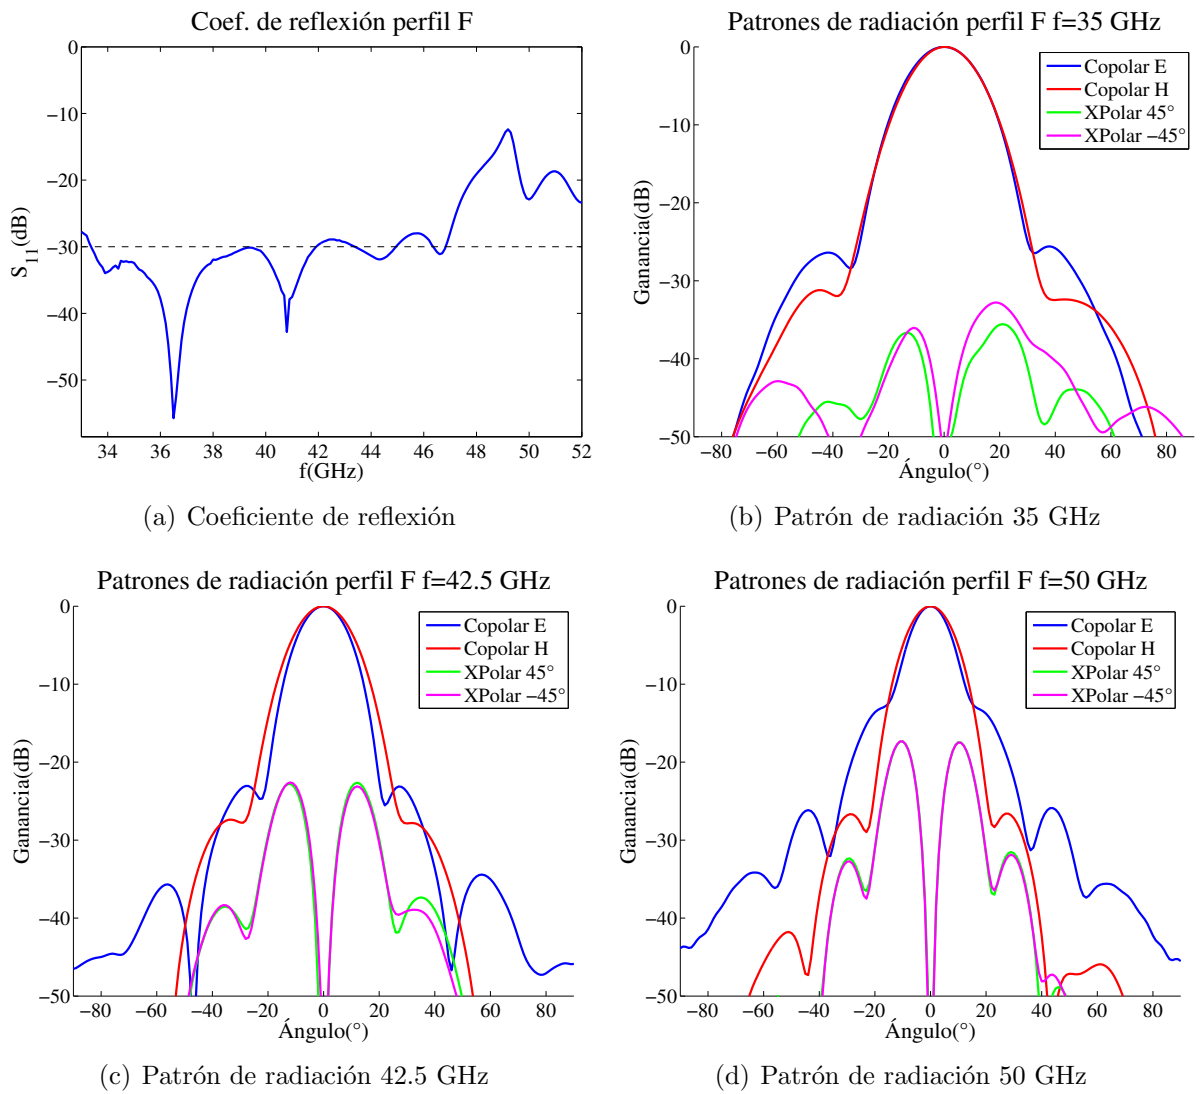 Coef. de reflexión perfil F
0
−10
−20
−30
−40
−50
S11(dB)
34 36 38 40 42 44 46 48 50 52
f(GHz)
(a) Coeficiente de reflexión
Patrones de radiación perfil F f=35 GHz
Copolar E
Copolar H
XPolar 45°
XPolar −45°
0
−10
−20
−30
−40
−50
Ganancia(dB)
−80 −60 −40 −20 0 20 40 60 80
Ángulo(°)
(b) Patrón de radiación 35 GHz
Patrones de radiación perfil F f=42.5 GHz
Copolar E
Copolar H
XPolar 45°
XPolar −45°
0
−10
−20
−30
−40
−50
Ganancia(dB)
−80 −60 −40 −20 0 20 40 60 80
Ángulo(°)
(c) Patrón de radiación 42.5 GHz
Patrones de radiación perfil F f=50 GHz
Copolar E
Copolar H
XPolar 45°
XPolar −45°
0
−10
−20
−30
−40
−50
Ganancia(dB)
−80 −60 −40 −20 0 20 40 60 80
Ángulo(°)
(d) Patrón de radiación 50 GHz